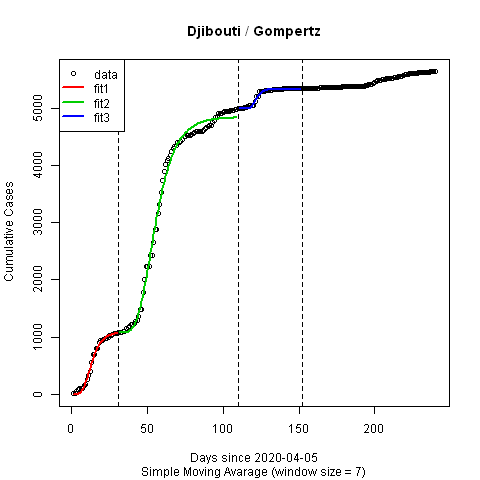 Djibouti / Gompertz
data
fit1
fit2
fit3
Cumulative Cases
0
1000
2000
3000
4000
5000
0
50
100
150
200
Days since 2020-04-05
Simple Moving Avarage (window size = 7)